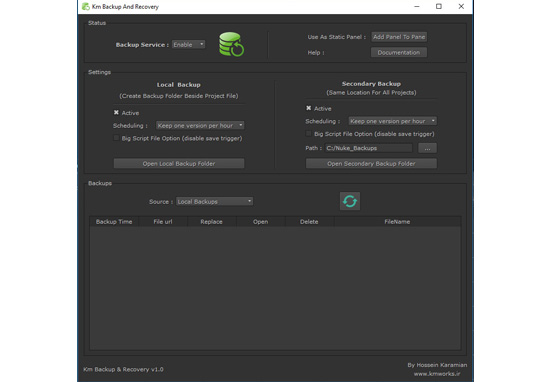 Km Backup And Recovery
Status
Backup Service : Enable
Use As Static Panel : Add Panel To Pane
Help : Documentation
Settings
Local Backup
(Create Backup Folder Beside Project File)
Active
Scheduling : Keep one version per hour
Big Script File Option (disable save trigger)
Open Local Backup Folder
Secondary Backup
(Same Location For All Projects)
Active
Scheduling : Keep one version per hour
Big Script File Option (disable save trigger)
Path : C:/Nuke_Backups ...
Open Secondary Backup Folder
Backups
Source : Local Backups
Backup Time File url Replace Open Delete FileName
Km Backup & Recovery v1.0
By Hossein Karamian
www.kmworks.ir